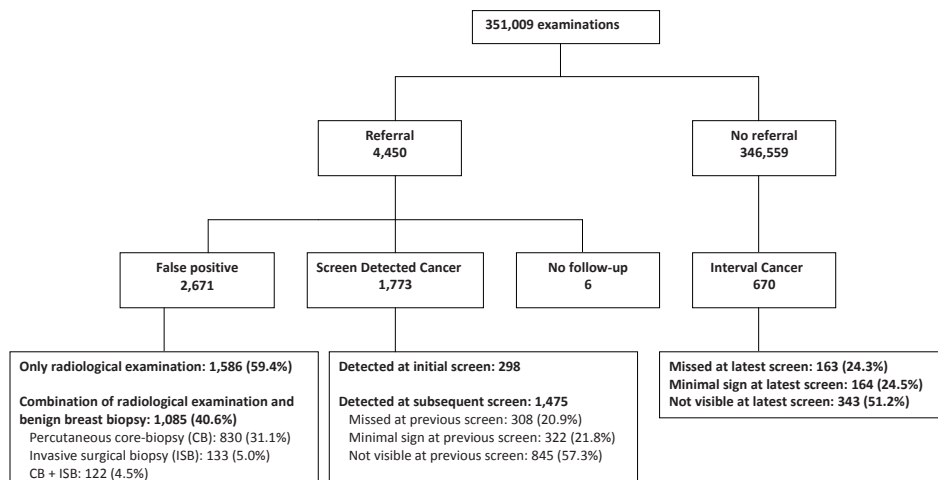 351,009 examinations
Referral
4,450
No referral
346,559
False positive
2,671
Screen Detected Cancer
1,773
No follow-up
6
Interval Cancer
670
Only radiological examination: 1,586 (59.4%)
Combination of radiological examination and
benign breast biopsy: 1,085 (40.6%)
Percutaneous core-biopsy (CB): 830 (31.1%)
Invasive surgical biopsy (ISB): 133 (5.0%)
CB + ISB: 122 (4.5%)
Detected at initial screen: 298
Detected at subsequent screen: 1,475
Missed at previous screen: 308 (20.9%)
Minimal sign at previous screen: 322 (21.8%)
Not visible at previous screen: 845 (57.3%)
Missed at latest screen: 163 (24.3%)
Minimal sign at latest screen: 164 (24.5%)
Not visible at latest screen: 343 (51.2%)